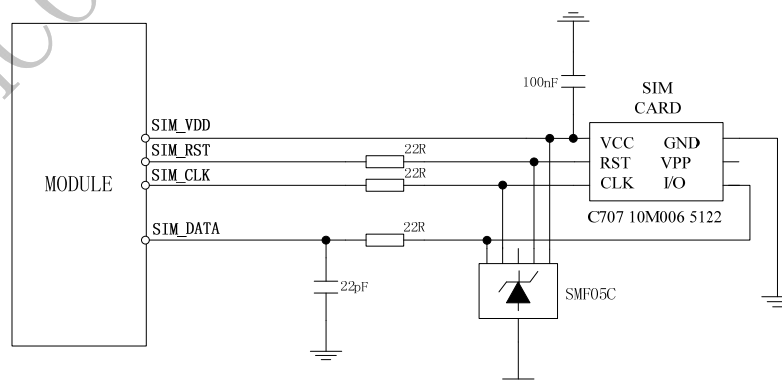 100nF
SIM
CARD
SIM_VDD
SIM_RST
22R
SIM_CLK
22R
SIM_DATA
22R
MODULE
VCC GND
RST VPP
CLK I/O
C707 10M006 5122
22pF
SMF05C